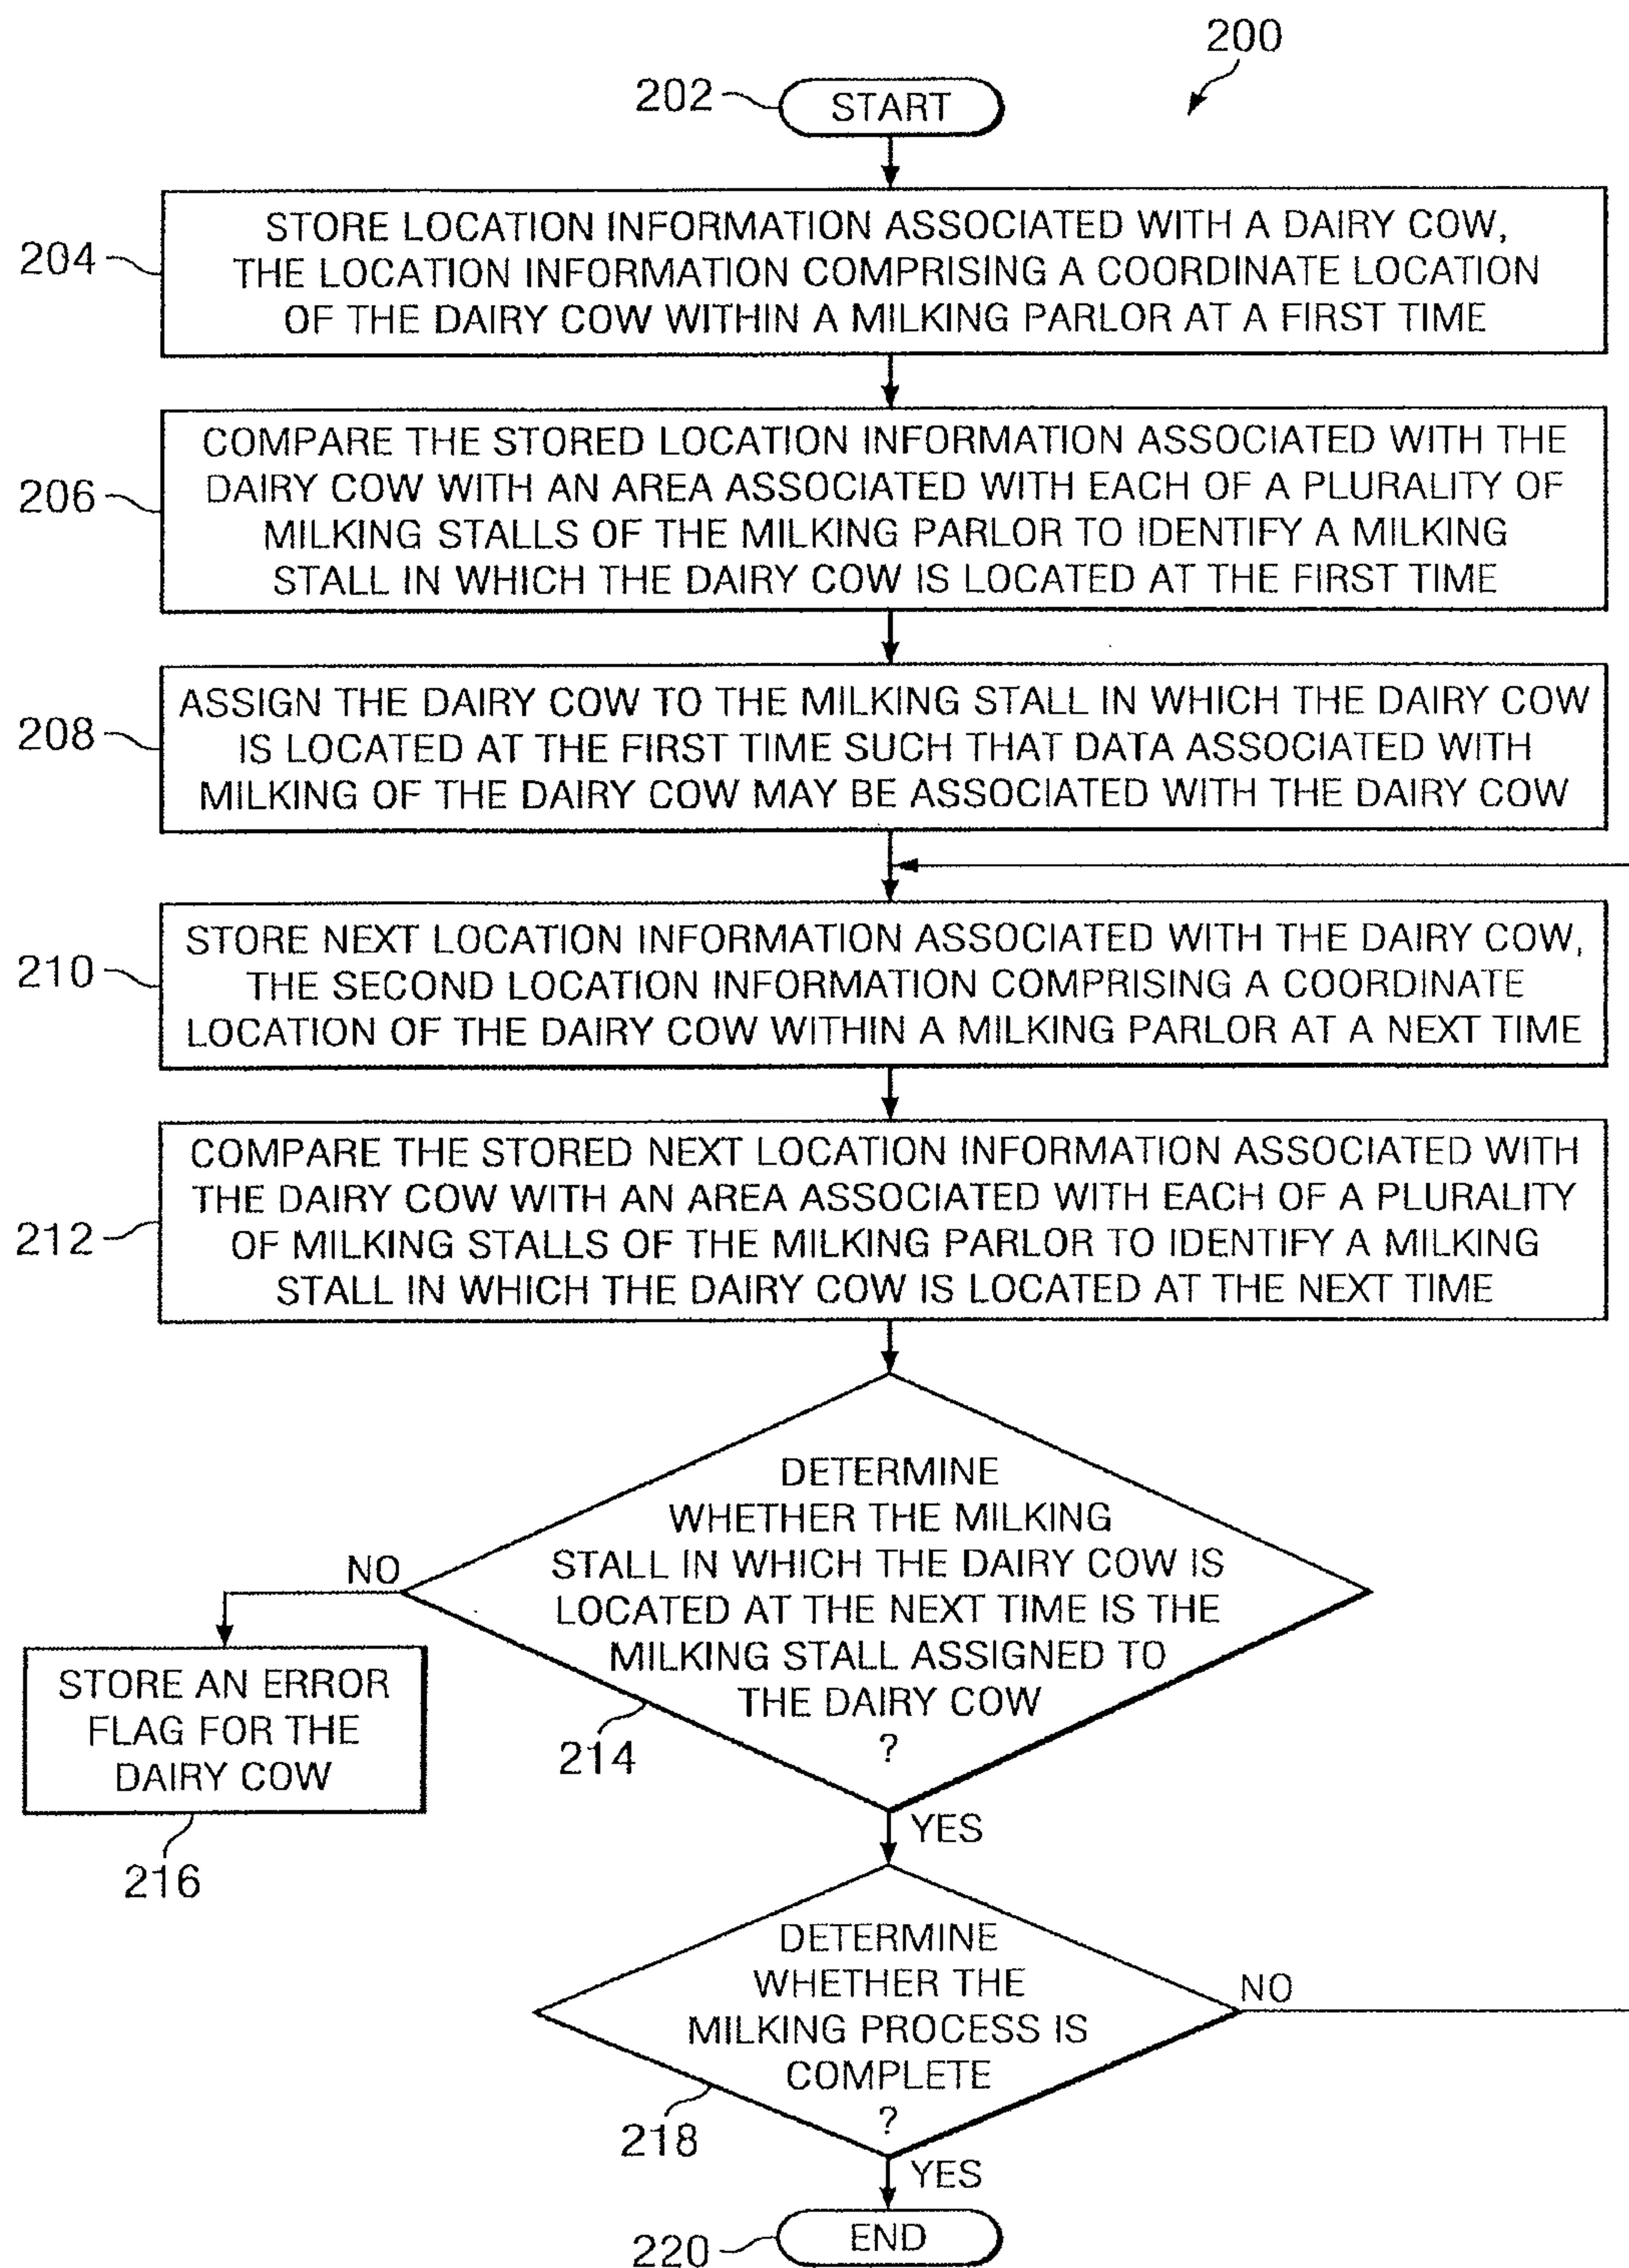 200
202
START
204
STORE LOCATION INFORMATION ASSOCIATED WITH A DAIRY COW,
THE LOCATION INFORMATION COMPRISING A COORDINATE LOCATION
OF THE DAIRY COW WITHIN A MILKING PARLOR AT A FIRST TIME
206
COMPARE THE STORED LOCATION INFORMATION ASSOCIATED WITH THE
DAIRY COW WITH AN AREA ASSOCIATED WITH EACH OF A PLURALITY OF
MILKING STALLS OF THE MILKING PARLOR TO IDENTIFY A MILKING
STALL IN WHICH THE DAIRY COW IS LOCATED AT THE FIRST TIME
208
ASSIGN THE DAIRY COW TO THE MILKING STALL IN WHICH THE DAIRY COW
IS LOCATED AT THE FIRST TIME SUCH THAT DATA ASSOCIATED WITH
MILKING OF THE DAIRY COW MAY BE ASSOCIATED WITH THE DAIRY COW
210
STORE NEXT LOCATION INFORMATION ASSOCIATED WITH THE DAIRY COW,
THE SECOND LOCATION INFORMATION COMPRISING A COORDINATE
LOCATION OF THE DAIRY COW WITHIN A MILKING PARLOR AT A NEXT TIME
212
COMPARE THE STORED NEXT LOCATION INFORMATION ASSOCIATED WITH
THE DAIRY COW WITH AN AREA ASSOCIATED WITH EACH OF A PLURALITY
OF MILKING STALLS OF THE MILKING PARLOR TO IDENTIFY A MILKING
STALL IN WHICH THE DAIRY COW IS LOCATED AT THE NEXT TIME
DETERMINE
WHETHER THE MILKING
STALL IN WHICH THE DAIRY COW IS
LOCATED AT THE NEXT TIME IS THE
MILKING STALL ASSIGNED TO
THE DAIRY COW
?
214
NO
STORE AN ERROR
FLAG FOR THE
DAIRY COW
216
YES
DETERMINE
WHETHER THE
MILKING PROCESS IS
COMPLETE
?
218
NO
YES
220
END